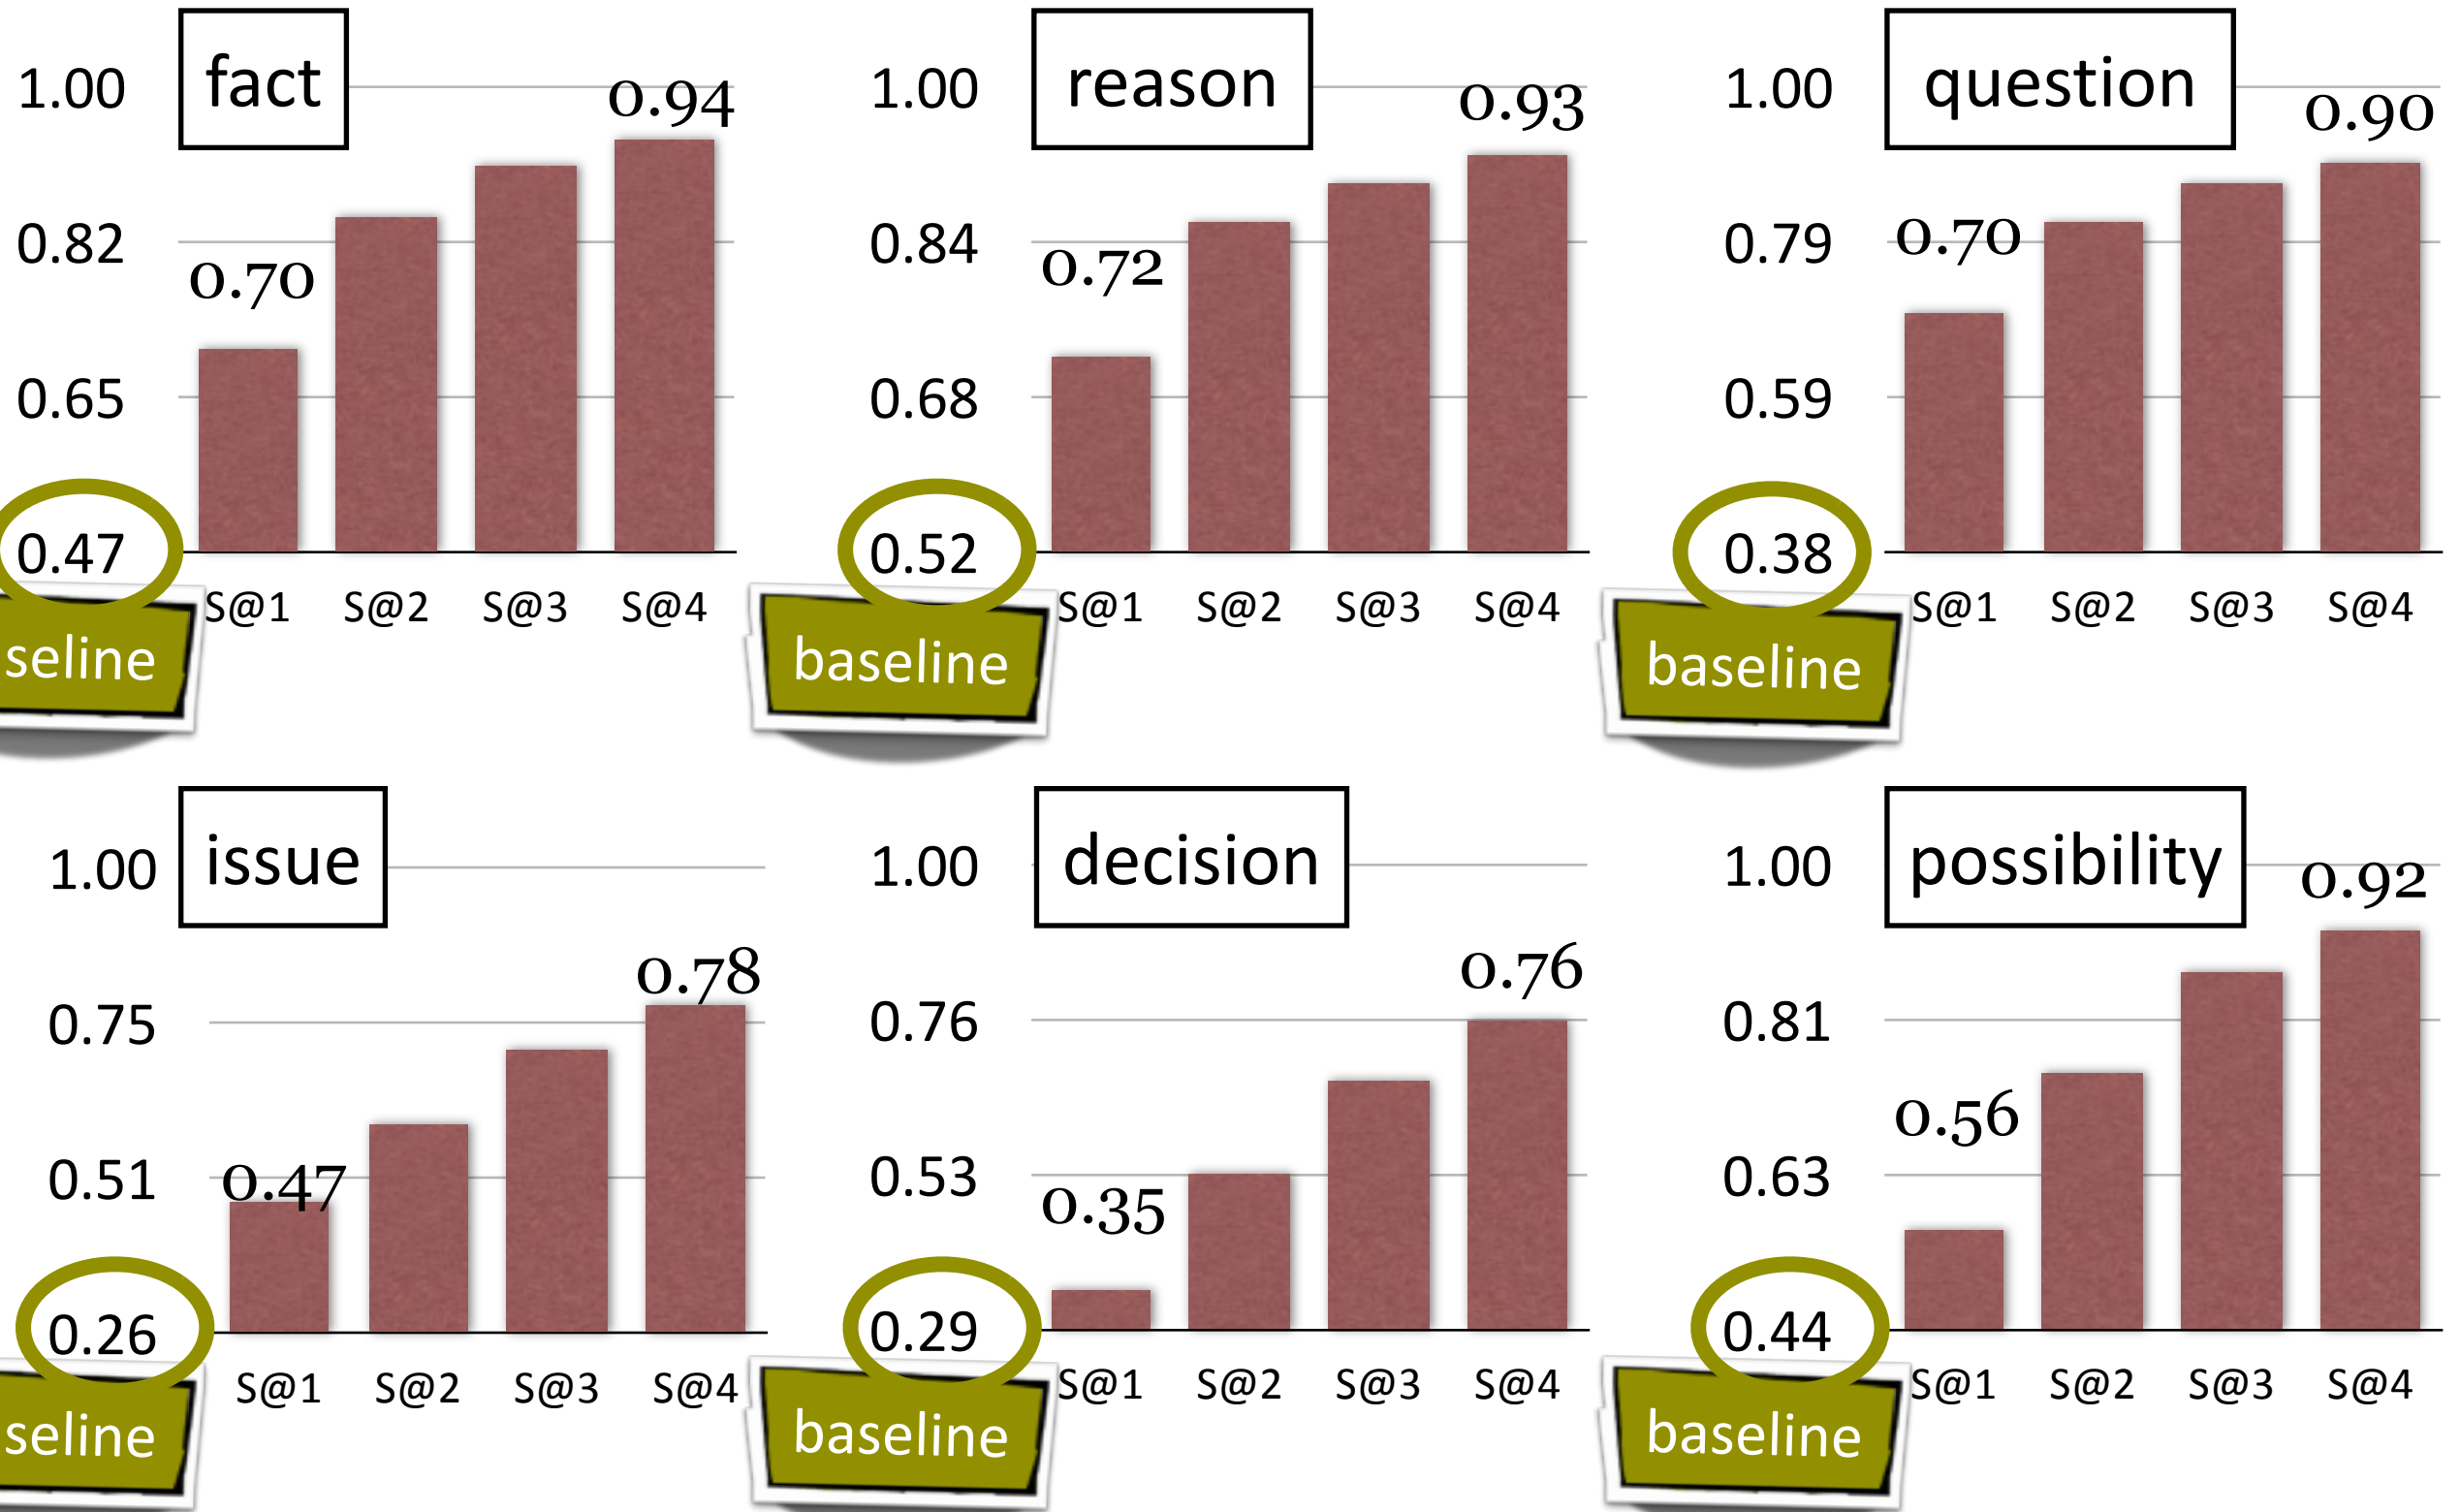 fact
1.00
0.94
0.82
0.70
0.65
0.47
S@1 S@2 S@3 S@4
seline
reason
1.00
0.93
0.84
0.72
0.68
0.52
S@1 S@2 S@3 S@4
baseline
question
1.00
0.90
0.79
0.70
0.59
0.38
S@1 S@2 S@3 S@4
baseline
issue
1.00
0.78
0.75
0.51
0.47
0.26
S@1 S@2 S@3 S@4
seline
decision
1.00
0.76
0.76
0.53
0.35
0.29
S@1 S@2 S@3 S@4
baseline
possibility
1.00
0.92
0.81
0.56
0.63
0.44
S@1 S@2 S@3 S@4
baseline